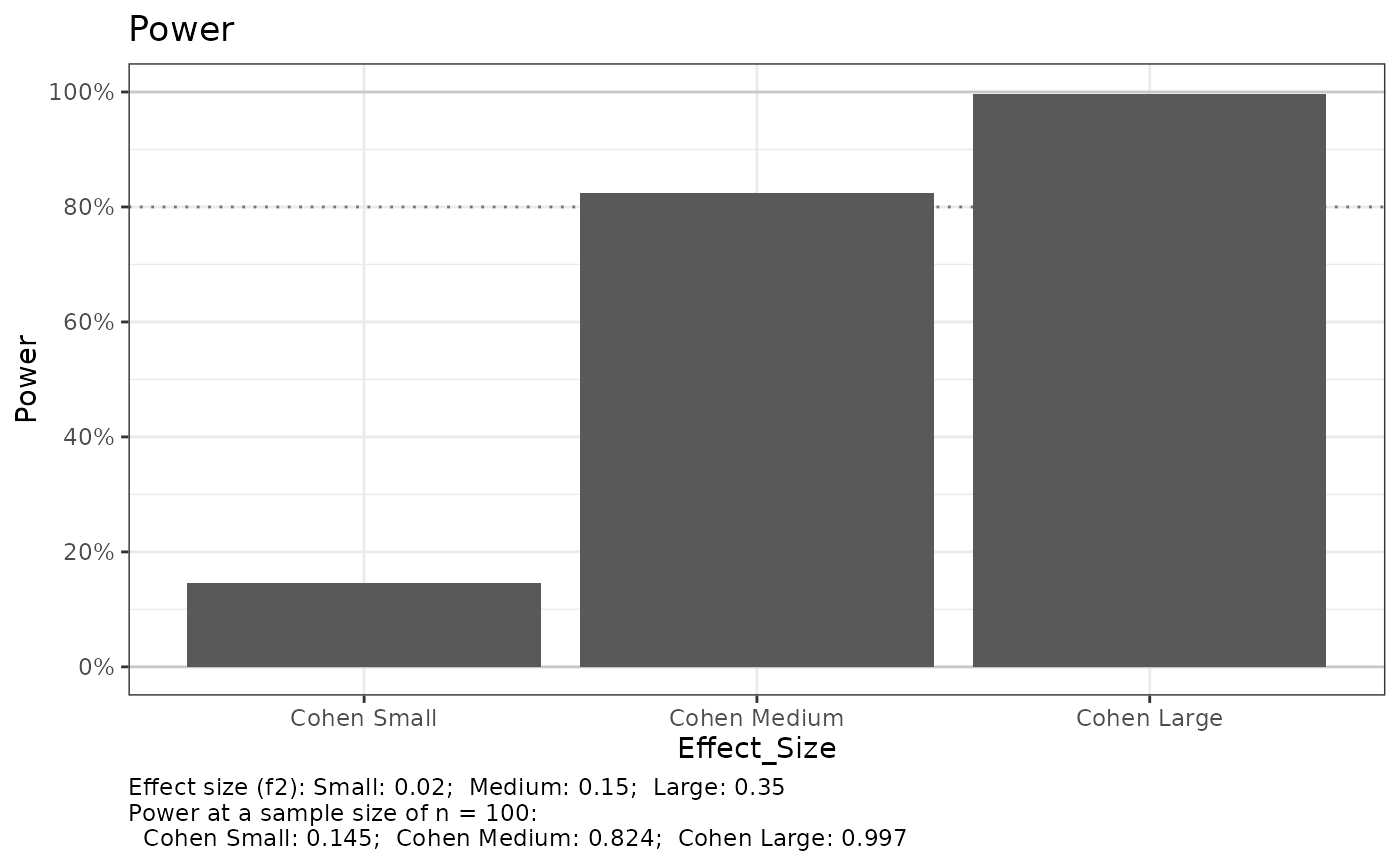 Power
100%
80%
60%
40%
20%
0%
Power
Cohen Small
Cohen Medium
Cohen Large
Effect_Size
Effect size (f2): Small: 0.02;  Medium: 0.15;  Large: 0.35
Power at a sample size of n = 100:
  Cohen Small: 0.145;  Cohen Medium: 0.824;  Cohen Large: 0.997